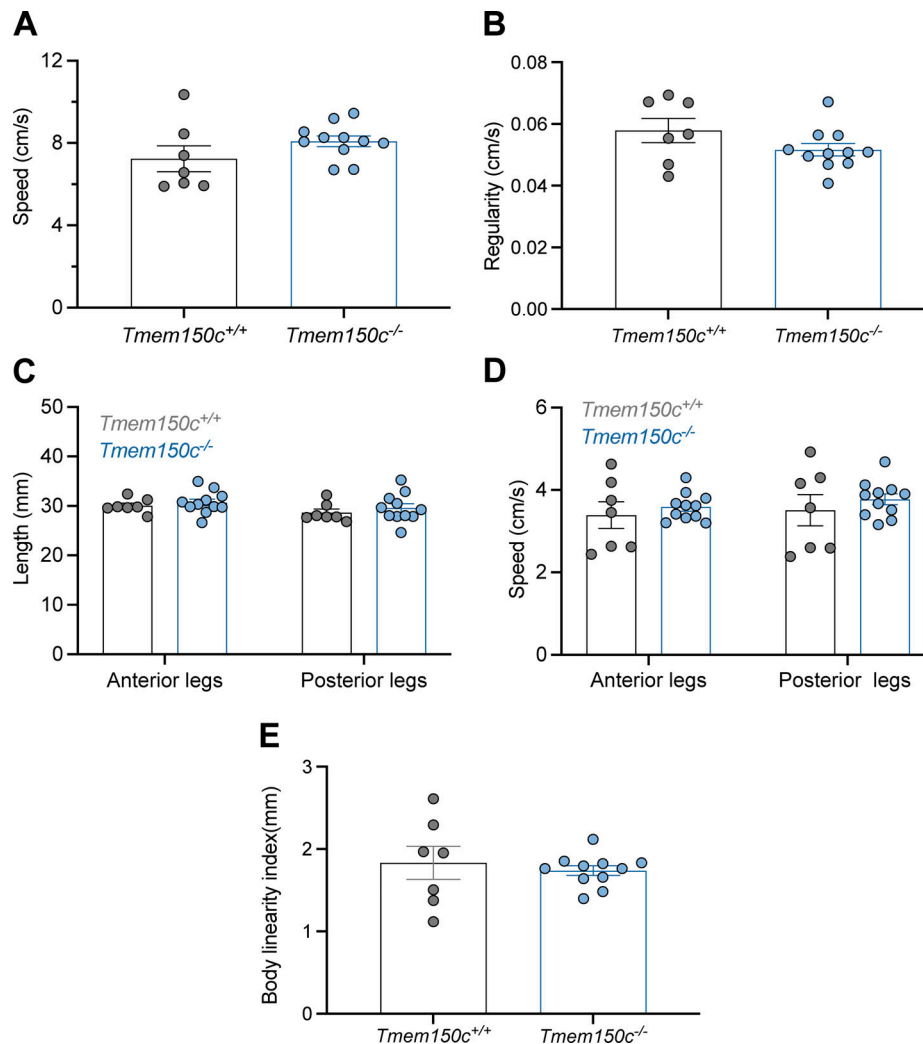 A
Speed (cm/s)
12
8
4
0
Tmem150c+/+
Tmem150c-/-
B
Regularity (cm/s)
0.08
0.06
0.04
0.02
0.00
Tmem150c+/+
Tmem150c-/-
C
Tmem150c+/+
Tmem150c-/-
Length (mm)
50
40
30
20
10
0
Anterior legs
Posterior legs
D
Tmem150c+/+
Tmem150c-/-
Speed (cm/s)
6
4
2
0
Anterior legs
Posterior legs
E
Body linearity index(mm)
3
2
1
0
Tmem150c+/+
Tmem150c-/-